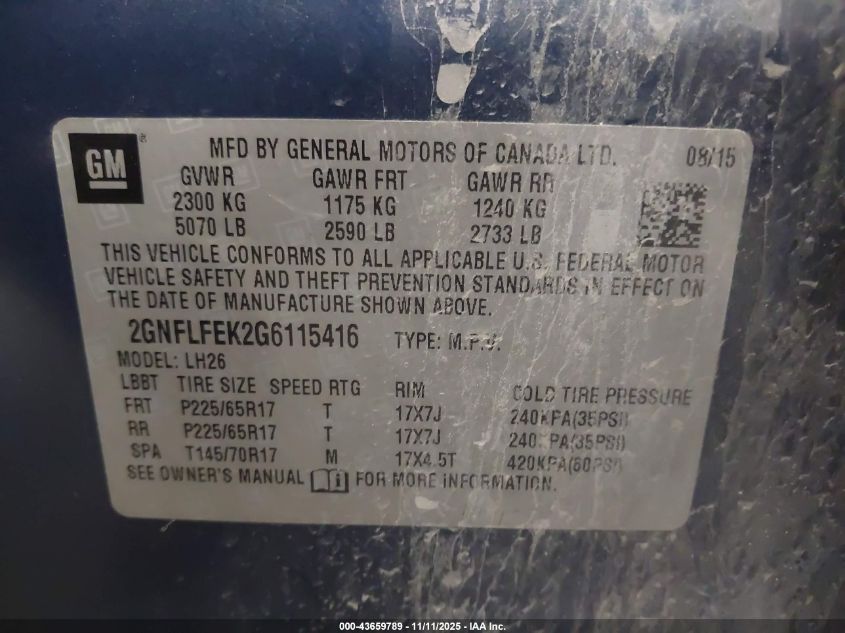 GM MFD BY GENERAL MOTORS OF CANADA LTD. 08/15
GVWR GAWR FRT GAWR RR
2300 KG 1175 KG 1240 KG
5070 LB 2590 LB 2733 LB
THIS VEHICLE CONFORMS TO ALL APPLICABLE U.S. FEDERAL MOTOR
VEHICLE SAFETY AND THEFT PREVENTION STANDARDS IN EFFECT ON
THE DATE OF MANUFACTURE SHOWN ABOVE.
2GNFLFEK2G6115416 TYPE: M.P.V.
MODEL: LH26
LBBT TIRE SIZE SPEED RTG RIM COLD TIRE PRESSURE
FRT P225/65R17 T 17X7J 240KPA(35PSI)
RR P225/65R17 T 17X7J 240KPA(35PSI)
SPA T145/70R17 M 17X4.5T 420KPA(60PSI)
SEE OWNER'S MANUAL FOR MORE INFORMATION.
000-43659789 - 11/11/2025 - IAA Inc.